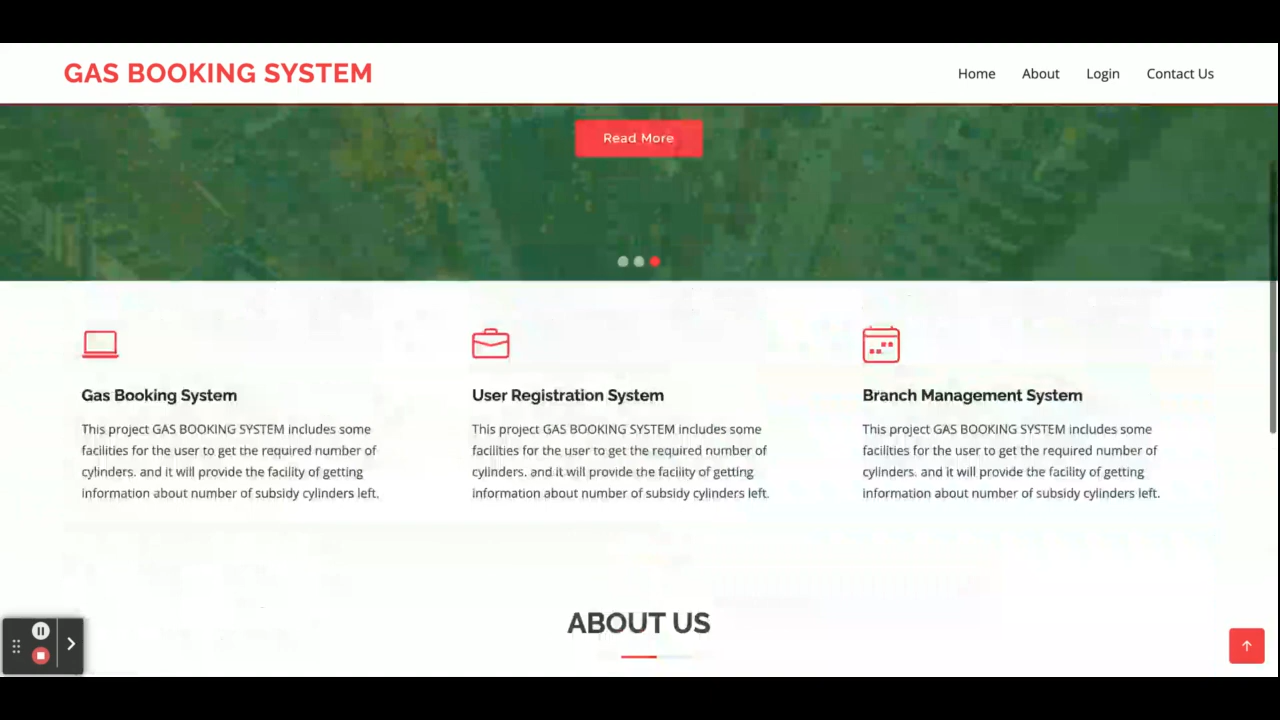 GAS BOOKING SYSTEM
Home About Login Contact Us
Read More
Gas Booking System
This project GAS BOOKING SYSTEM includes some
facilities for the user to get the required number of
cylinders. and it will provide the facility of getting
information about number of subsidy cylinders left.
User Registration System
This project GAS BOOKING SYSTEM includes some
facilities for the user to get the required number of
cylinders. and it will provide the facility of getting
information about number of subsidy cylinders left.
Branch Management System
This project GAS BOOKING SYSTEM includes some
facilities for the user to get the required number of
cylinders. and it will provide the facility of getting
information about number of subsidy cylinders left.
ABOUT US